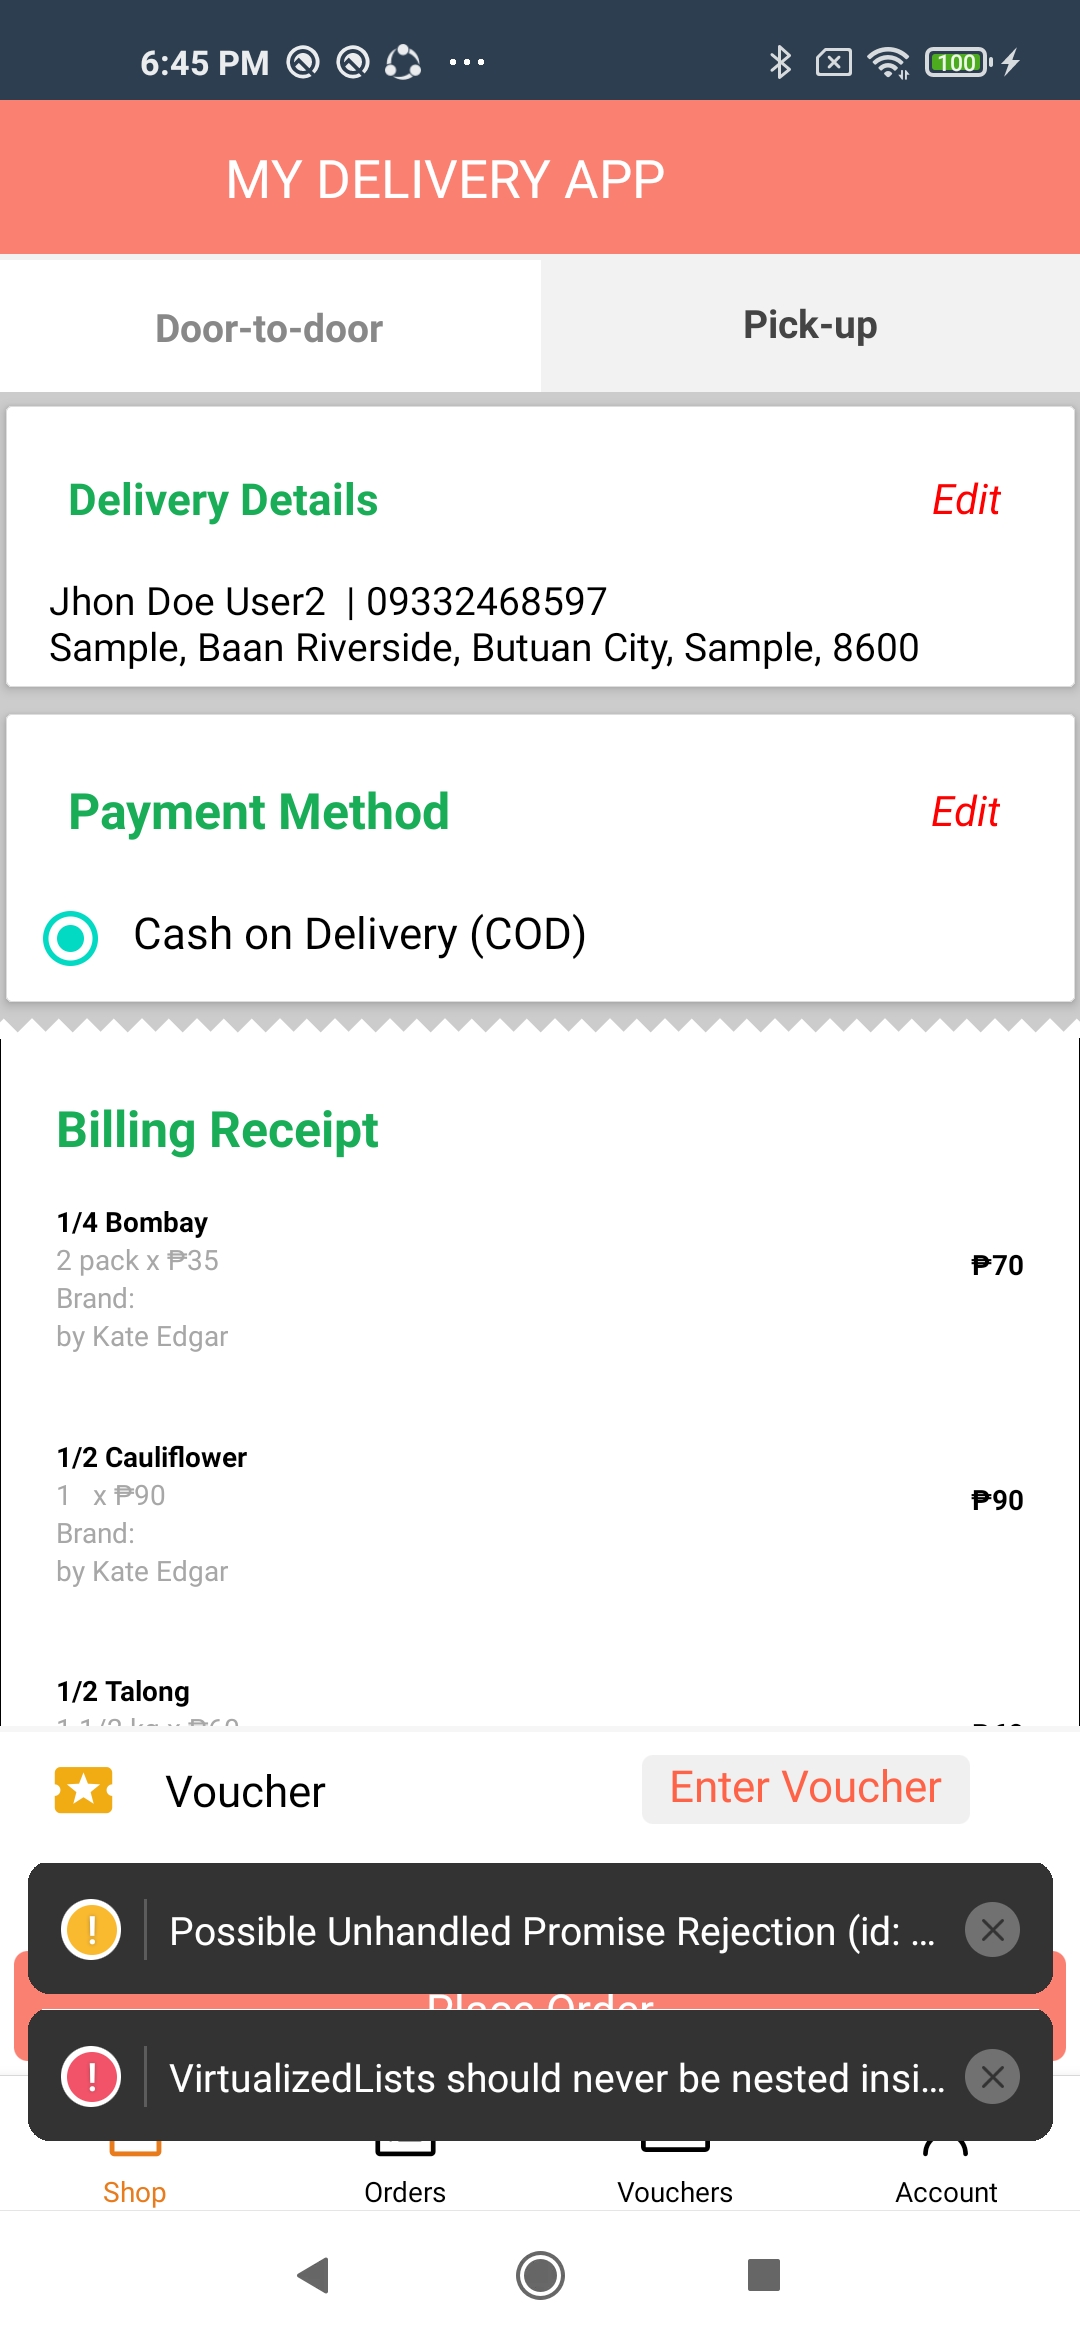 6:45 PM
100
MY DELIVERY APP
Door-to-door
Pick-up
Delivery Details
Edit
Jhon Doe User2 | 09332468597
Sample, Baan Riverside, Butuan City, Sample, 8600
Payment Method
Edit
Cash on Delivery (COD)
Billing Receipt
1/4 Bombay
2 pack x ₱35
₱70
Brand:
by Kate Edgar
1/2 Cauliflower
1 x ₱90
₱90
Brand:
by Kate Edgar
1/2 Talong
Voucher
Enter Voucher
Possible Unhandled Promise Rejection (id: ...
Place Order
VirtualizedLists should never be nested insi...
Shop
Orders
Vouchers
Account